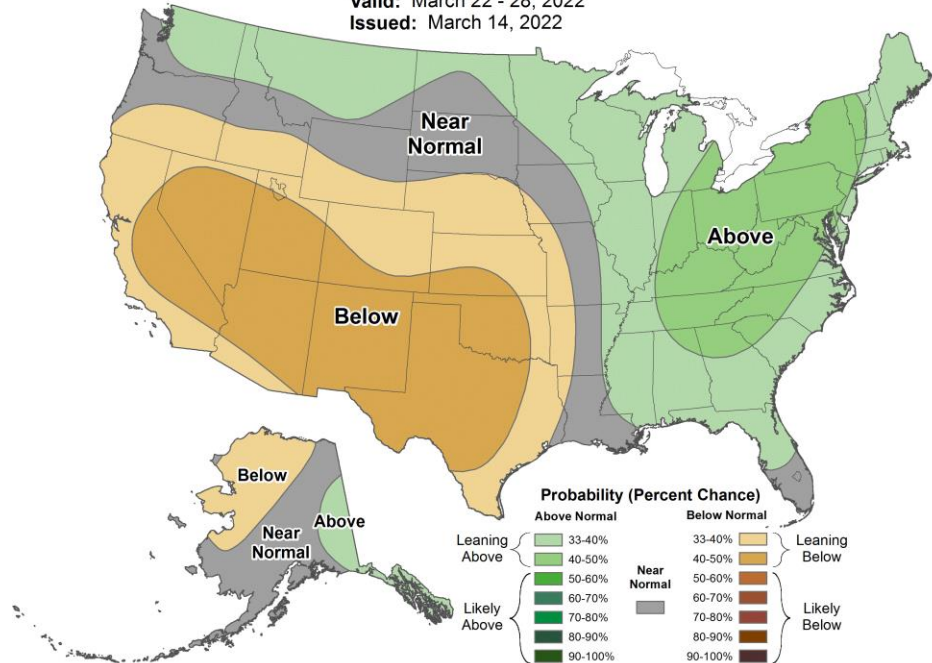 Valid: March 22 - 28, 2022
Issued: March 14, 2022
Near
Normal
Above
Below
Below
Near
Normal
Above
Probability (Percent Chance)
Above Normal
Below Normal
Leaning
Above
33-40%
40-50%
Likely
Above
50-60%
60-70%
70-80%
80-90%
90-100%
Near
Normal
33-40%
40-50%
Leaning
Below
50-60%
60-70%
70-80%
80-90%
90-100%
Likely
Below